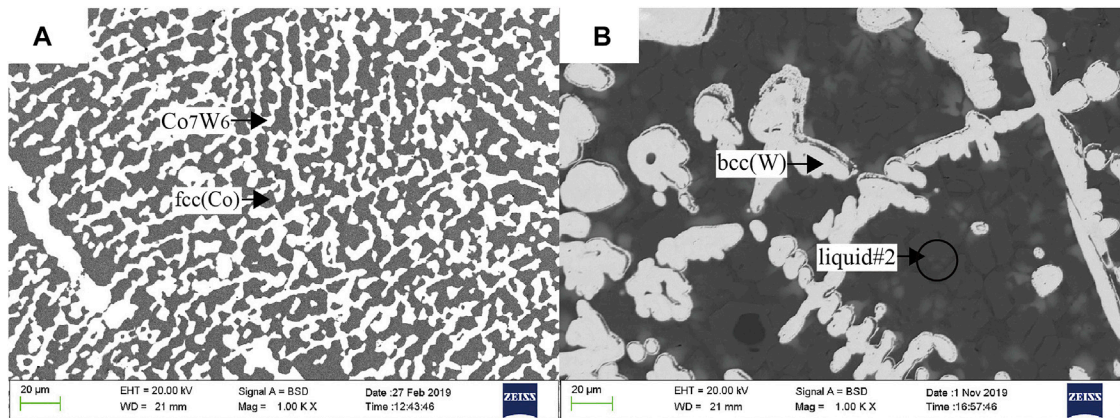 A
Co7W6
fcc(Co)
20 µm
EHT = 20.00 kV
WD = 21 mm
Signal A = BSD
Mag = 1.00 K X
Date :27 Feb 2019
Time :12:43:46
ZEISS
B
bcc(W)
liquid#2
20 µm
EHT = 20.00 kV
WD = 21 mm
Signal A = BSD
Mag = 1.00 K X
Date :1 Nov 2019
Time :16:57:40
ZEISS